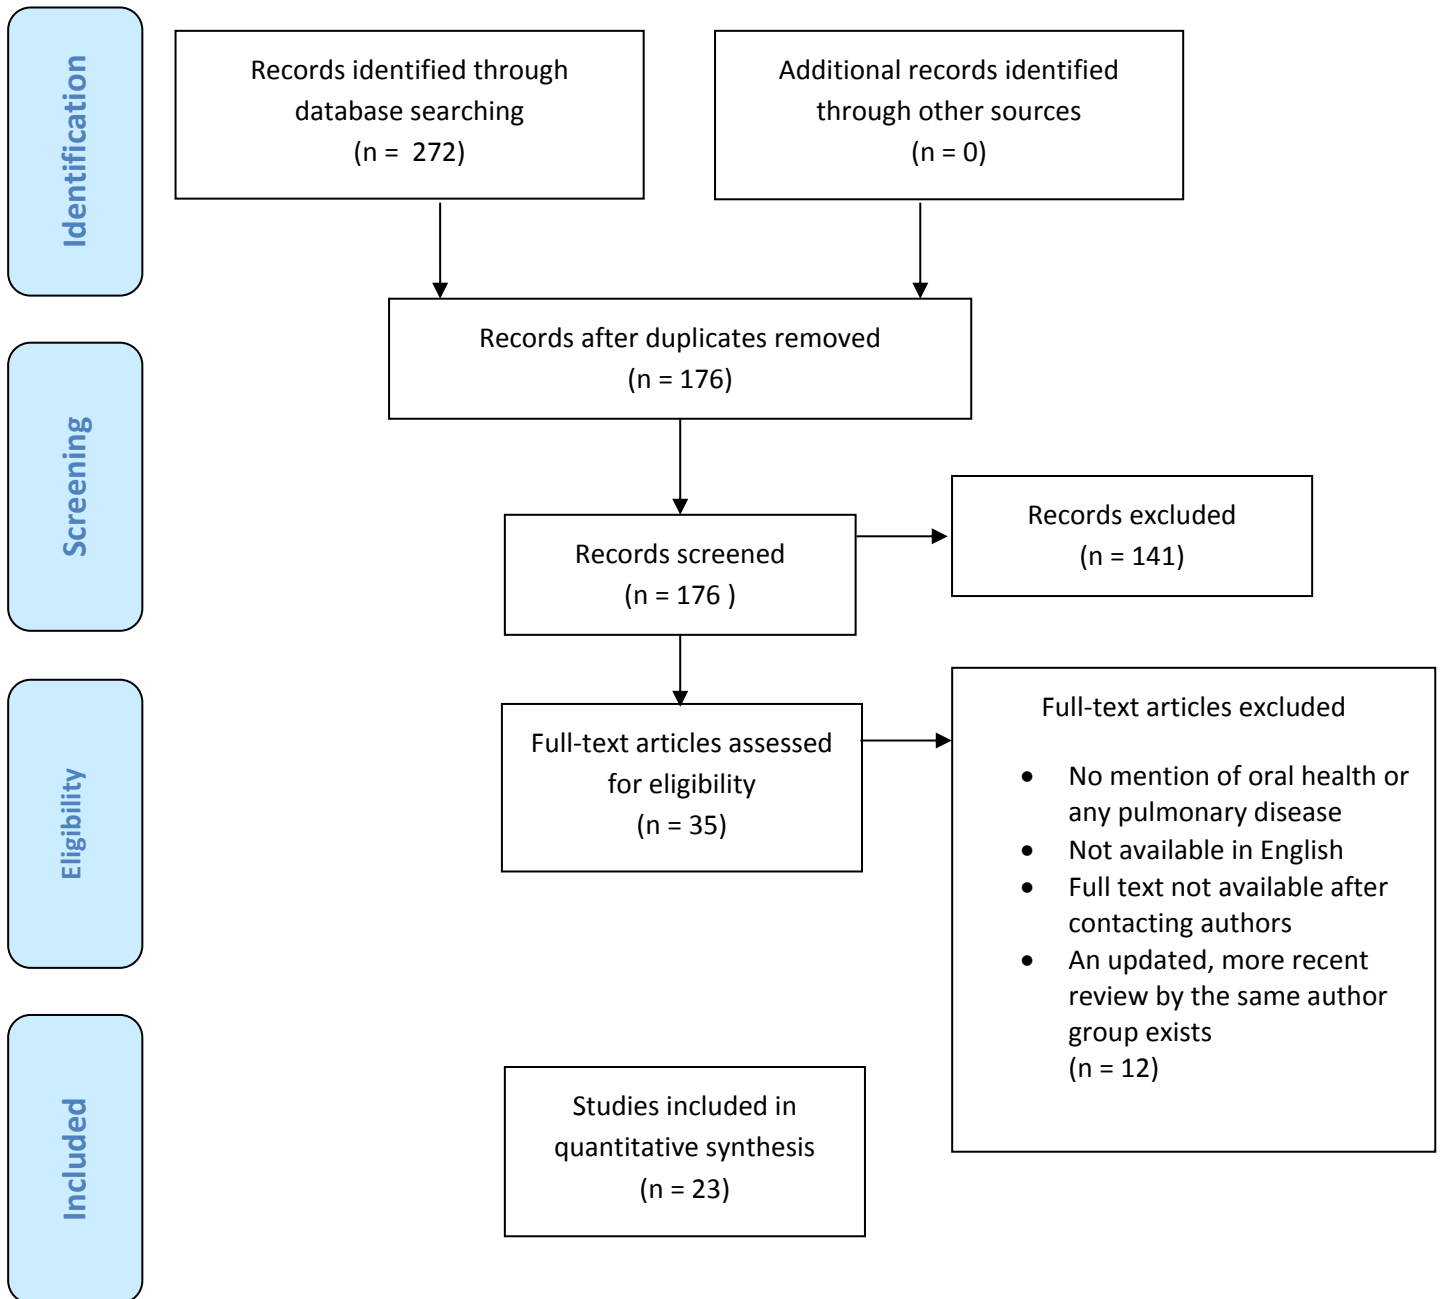 Identification
Records identified through
database searching
(n = 272)
Additional records identified
through other sources
(n = 0)
Records after duplicates removed
(n = 176)
Screening
Records screened
(n = 176 )
Records excluded
(n = 141)
Eligibility
Full-text articles assessed
for eligibility
(n = 35)
Full-text articles excluded
• No mention of oral health or
any pulmonary disease
• Not available in English
• Full text not available after
contacting authors
• An updated, more recent
review by the same author
group exists
(n = 12)
Included
Studies included in
quantitative synthesis
(n = 23)